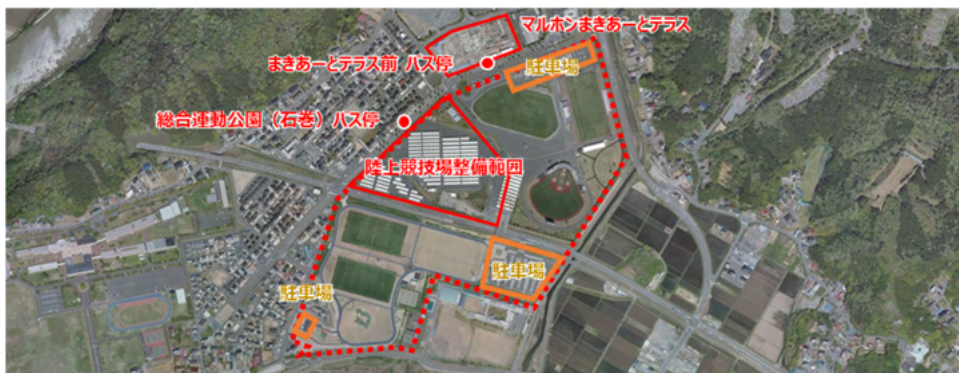 マルホンまきあーとテラス
まきあーとテラス前 バス停
駐車場
総合運動公園（石巻）バス停
陸上競技場整備範囲
駐車場
駐車場